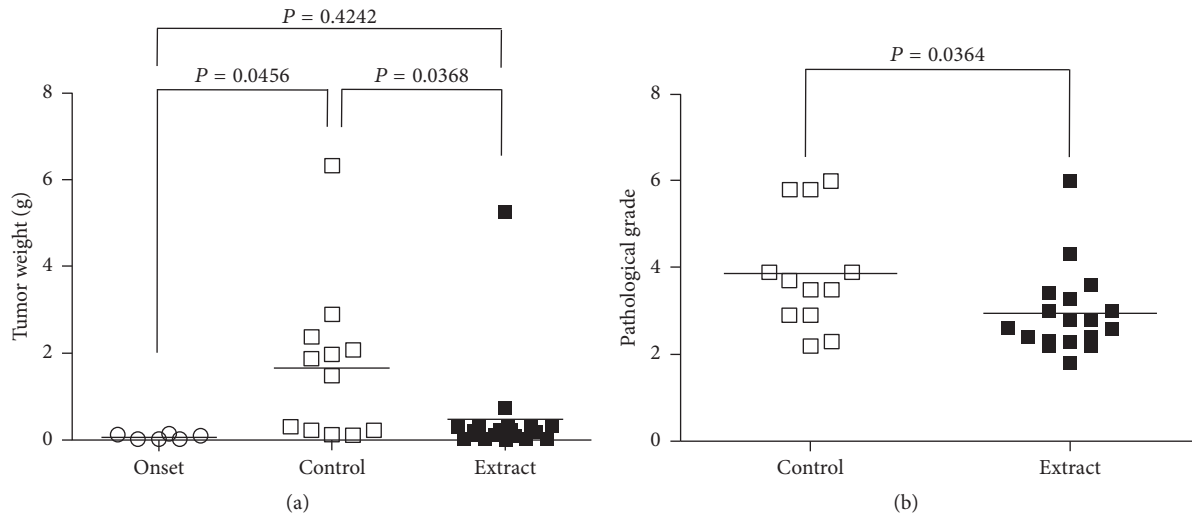 P = 0.4242
P = 0.0456
P = 0.0368
8
6
4
2
0
Tumor weight (g)
Onset
Control
Extract
(a)
P = 0.0364
8
6
4
2
0
Pathological grade
Control
Extract
(b)